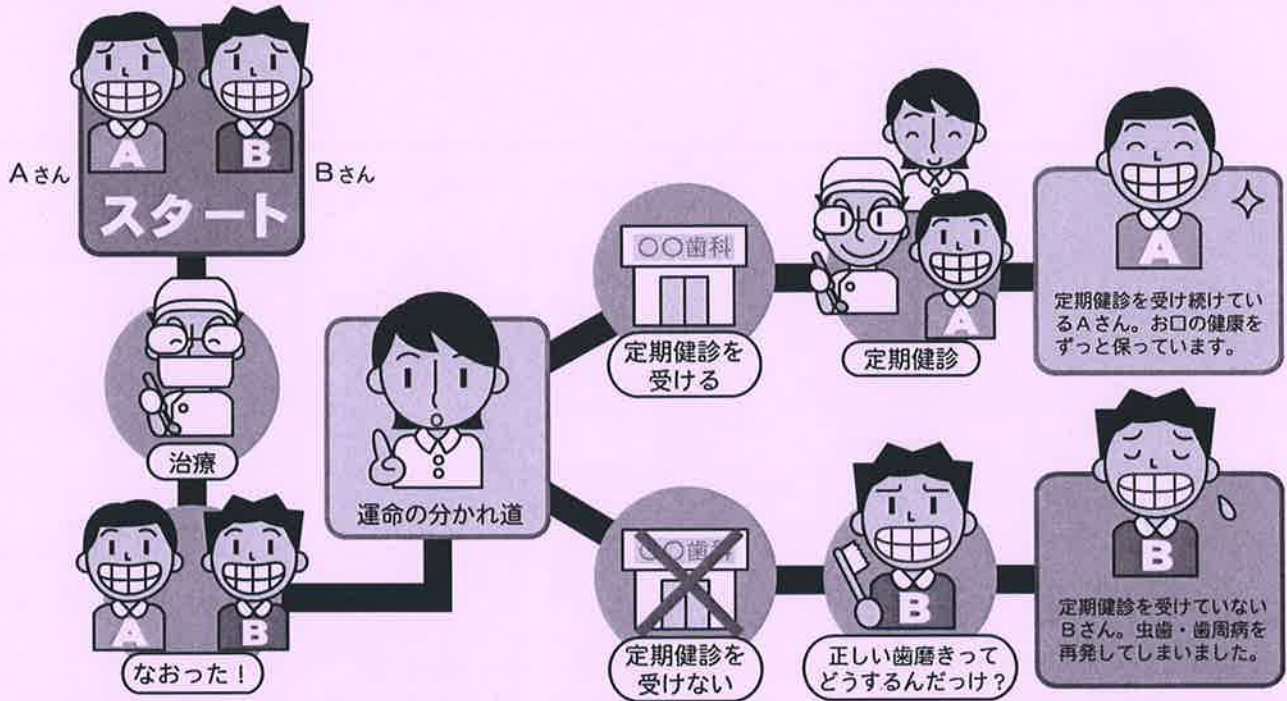 A
B
Aさん
Bさん
スタート
治療
A
B
なおった！
運命の分かれ道
〇〇歯科
定期健診を
受ける
A
定期健診
A
定期健診を受け続けてい
るAさん。お口の健康を
ずっと保っています。
〇〇歯科
定期健診を
受けない
B
正しい歯磨きって
どうするんだっけ？
B
定期健診を受けていない
Bさん。虫歯・歯周病を
再発してしまいました。